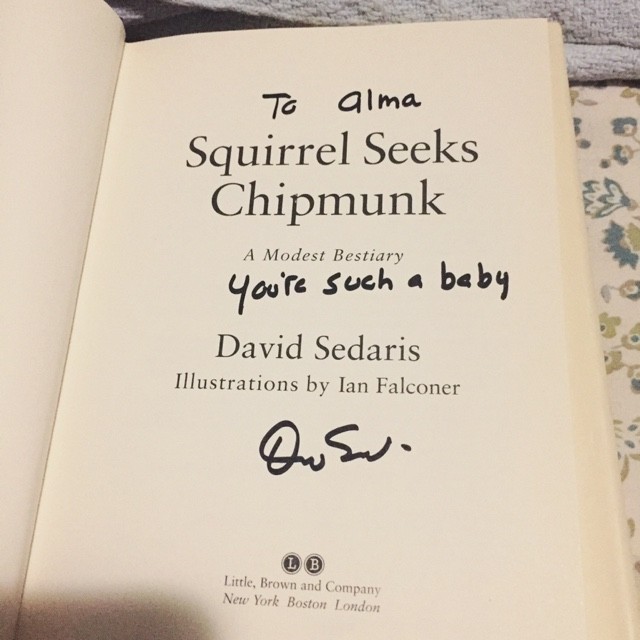 To alma
Squirrel Seeks
Chipmunk
A Modest Bestiary
You're such a baby
David Sedaris
Illustrations by Ian Falconer
L B
Little, Brown and Company
New York Boston London